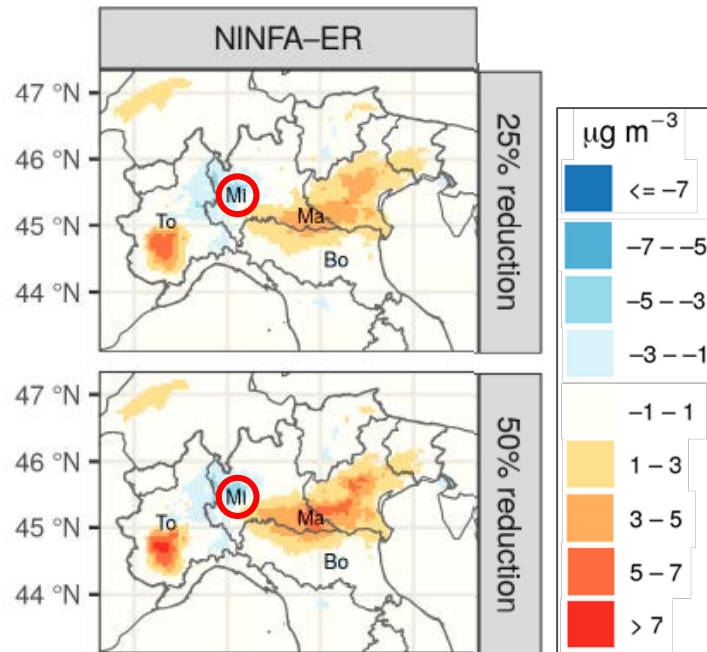 NINFA–ER
47 °N
46 °N
45 °N
44 °N
Mi
To
Ma
Bo
25% reduction
47 °N
46 °N
45 °N
44 °N
Mi
To
Ma
Bo
50% reduction
μg m⁻³
<= −7
−7 – −5
−5 – −3
−3 – −1
−1 – 1
1 – 3
3 – 5
5 – 7
> 7